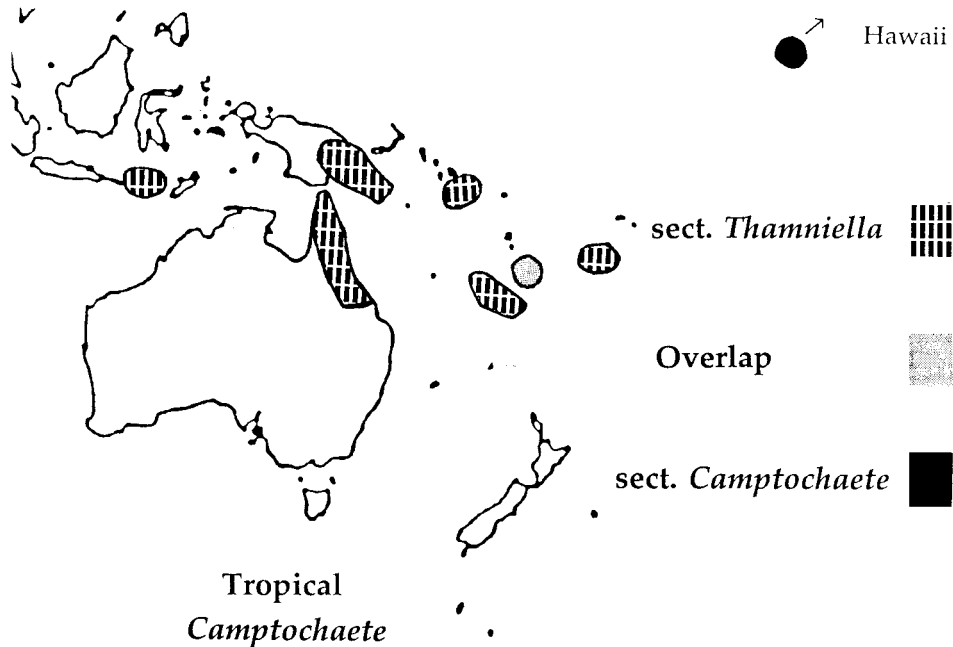 Hawaii
sect. Thamniella
Overlap
sect. Camptochaete
Tropical
Camptochaete